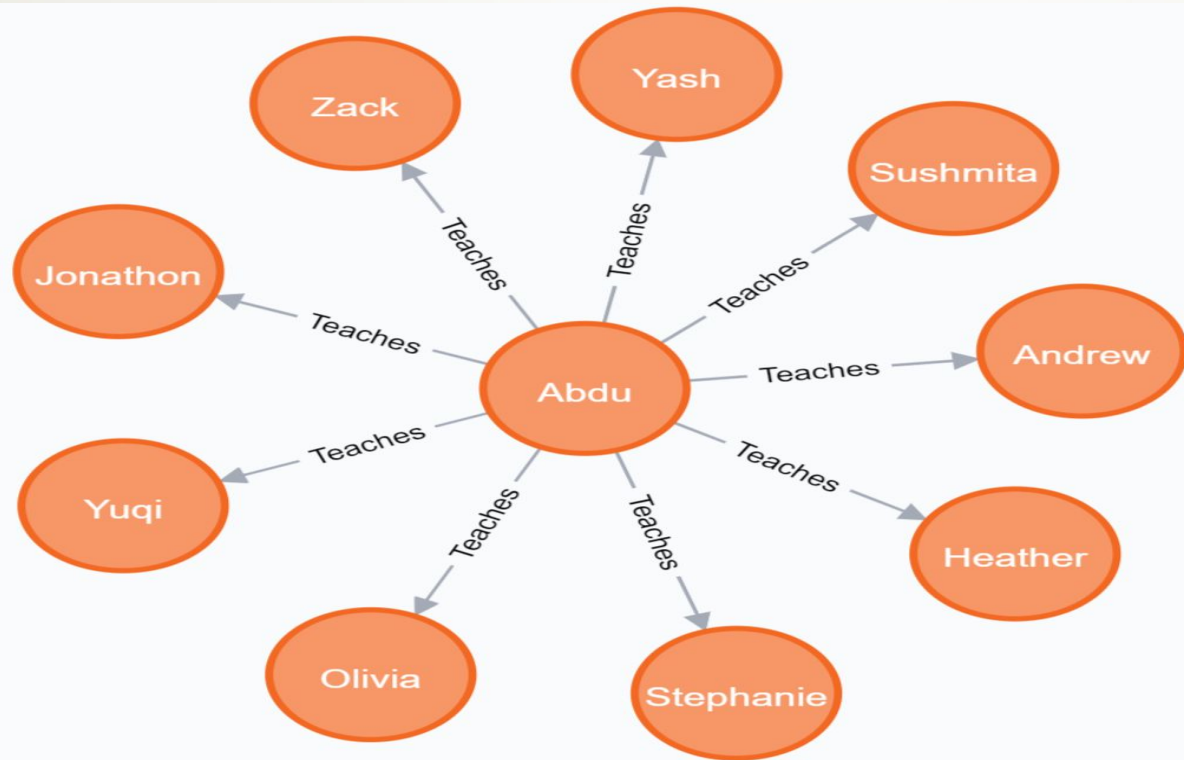 Yash
Zack
Sushmita
Teaches
Teaches
Teaches
Jonathon
Teaches
Andrew
Teaches
Abdu
Teaches
Teaches
Yuqi
Teaches
Teaches
Heather
Olivia
Stephanie